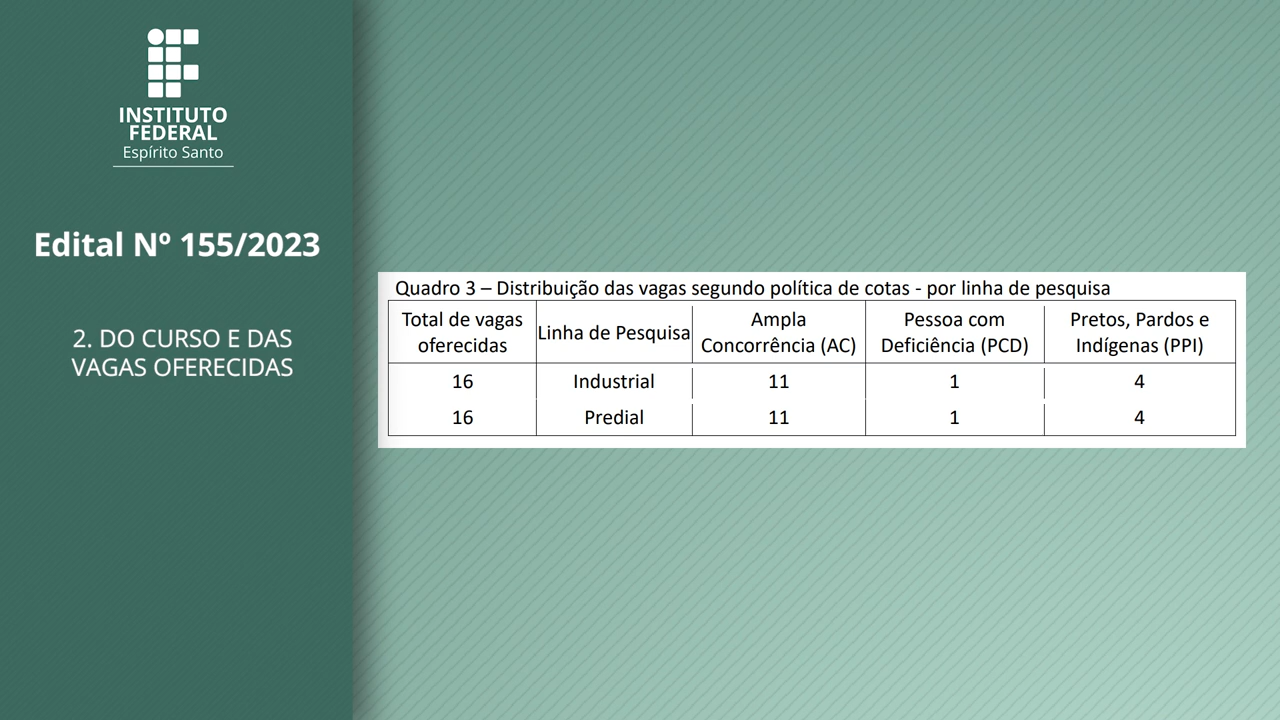 INSTITUTO
FEDERAL
Espírito Santo
Edital Nº 155/2023
2. DO CURSO E DAS
VAGAS OFERECIDAS
Quadro 3 – Distribuição das vagas segundo política de cotas - por linha de pesquisa
Total de vagas oferecidas Linha de Pesquisa Ampla Concorrência (AC) Pessoa com Deficiência (PCD) Pretos, Pardos e Indígenas (PPI)
16 Industrial 11 1 4
16 Predial 11 1 4